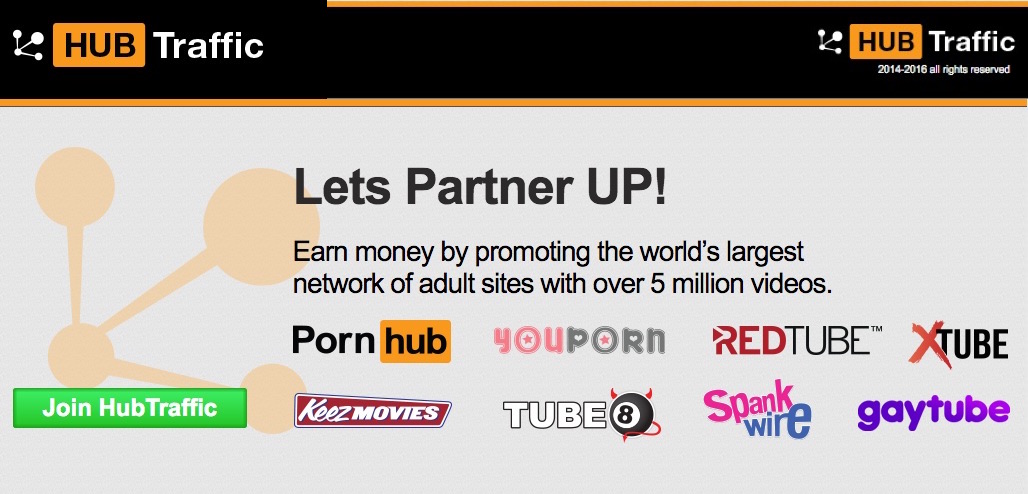 HUB Traffic
HUB Traffic
2014-2016 all rights reserved
Lets Partner UP!
Earn money by promoting the world's largest
network of adult sites with over 5 million videos.
Porn hub YOUPORN REDTUBE™ XTUBE
Join HubTraffic KEEZMOVIES TUBE8 Spank wire gaytube